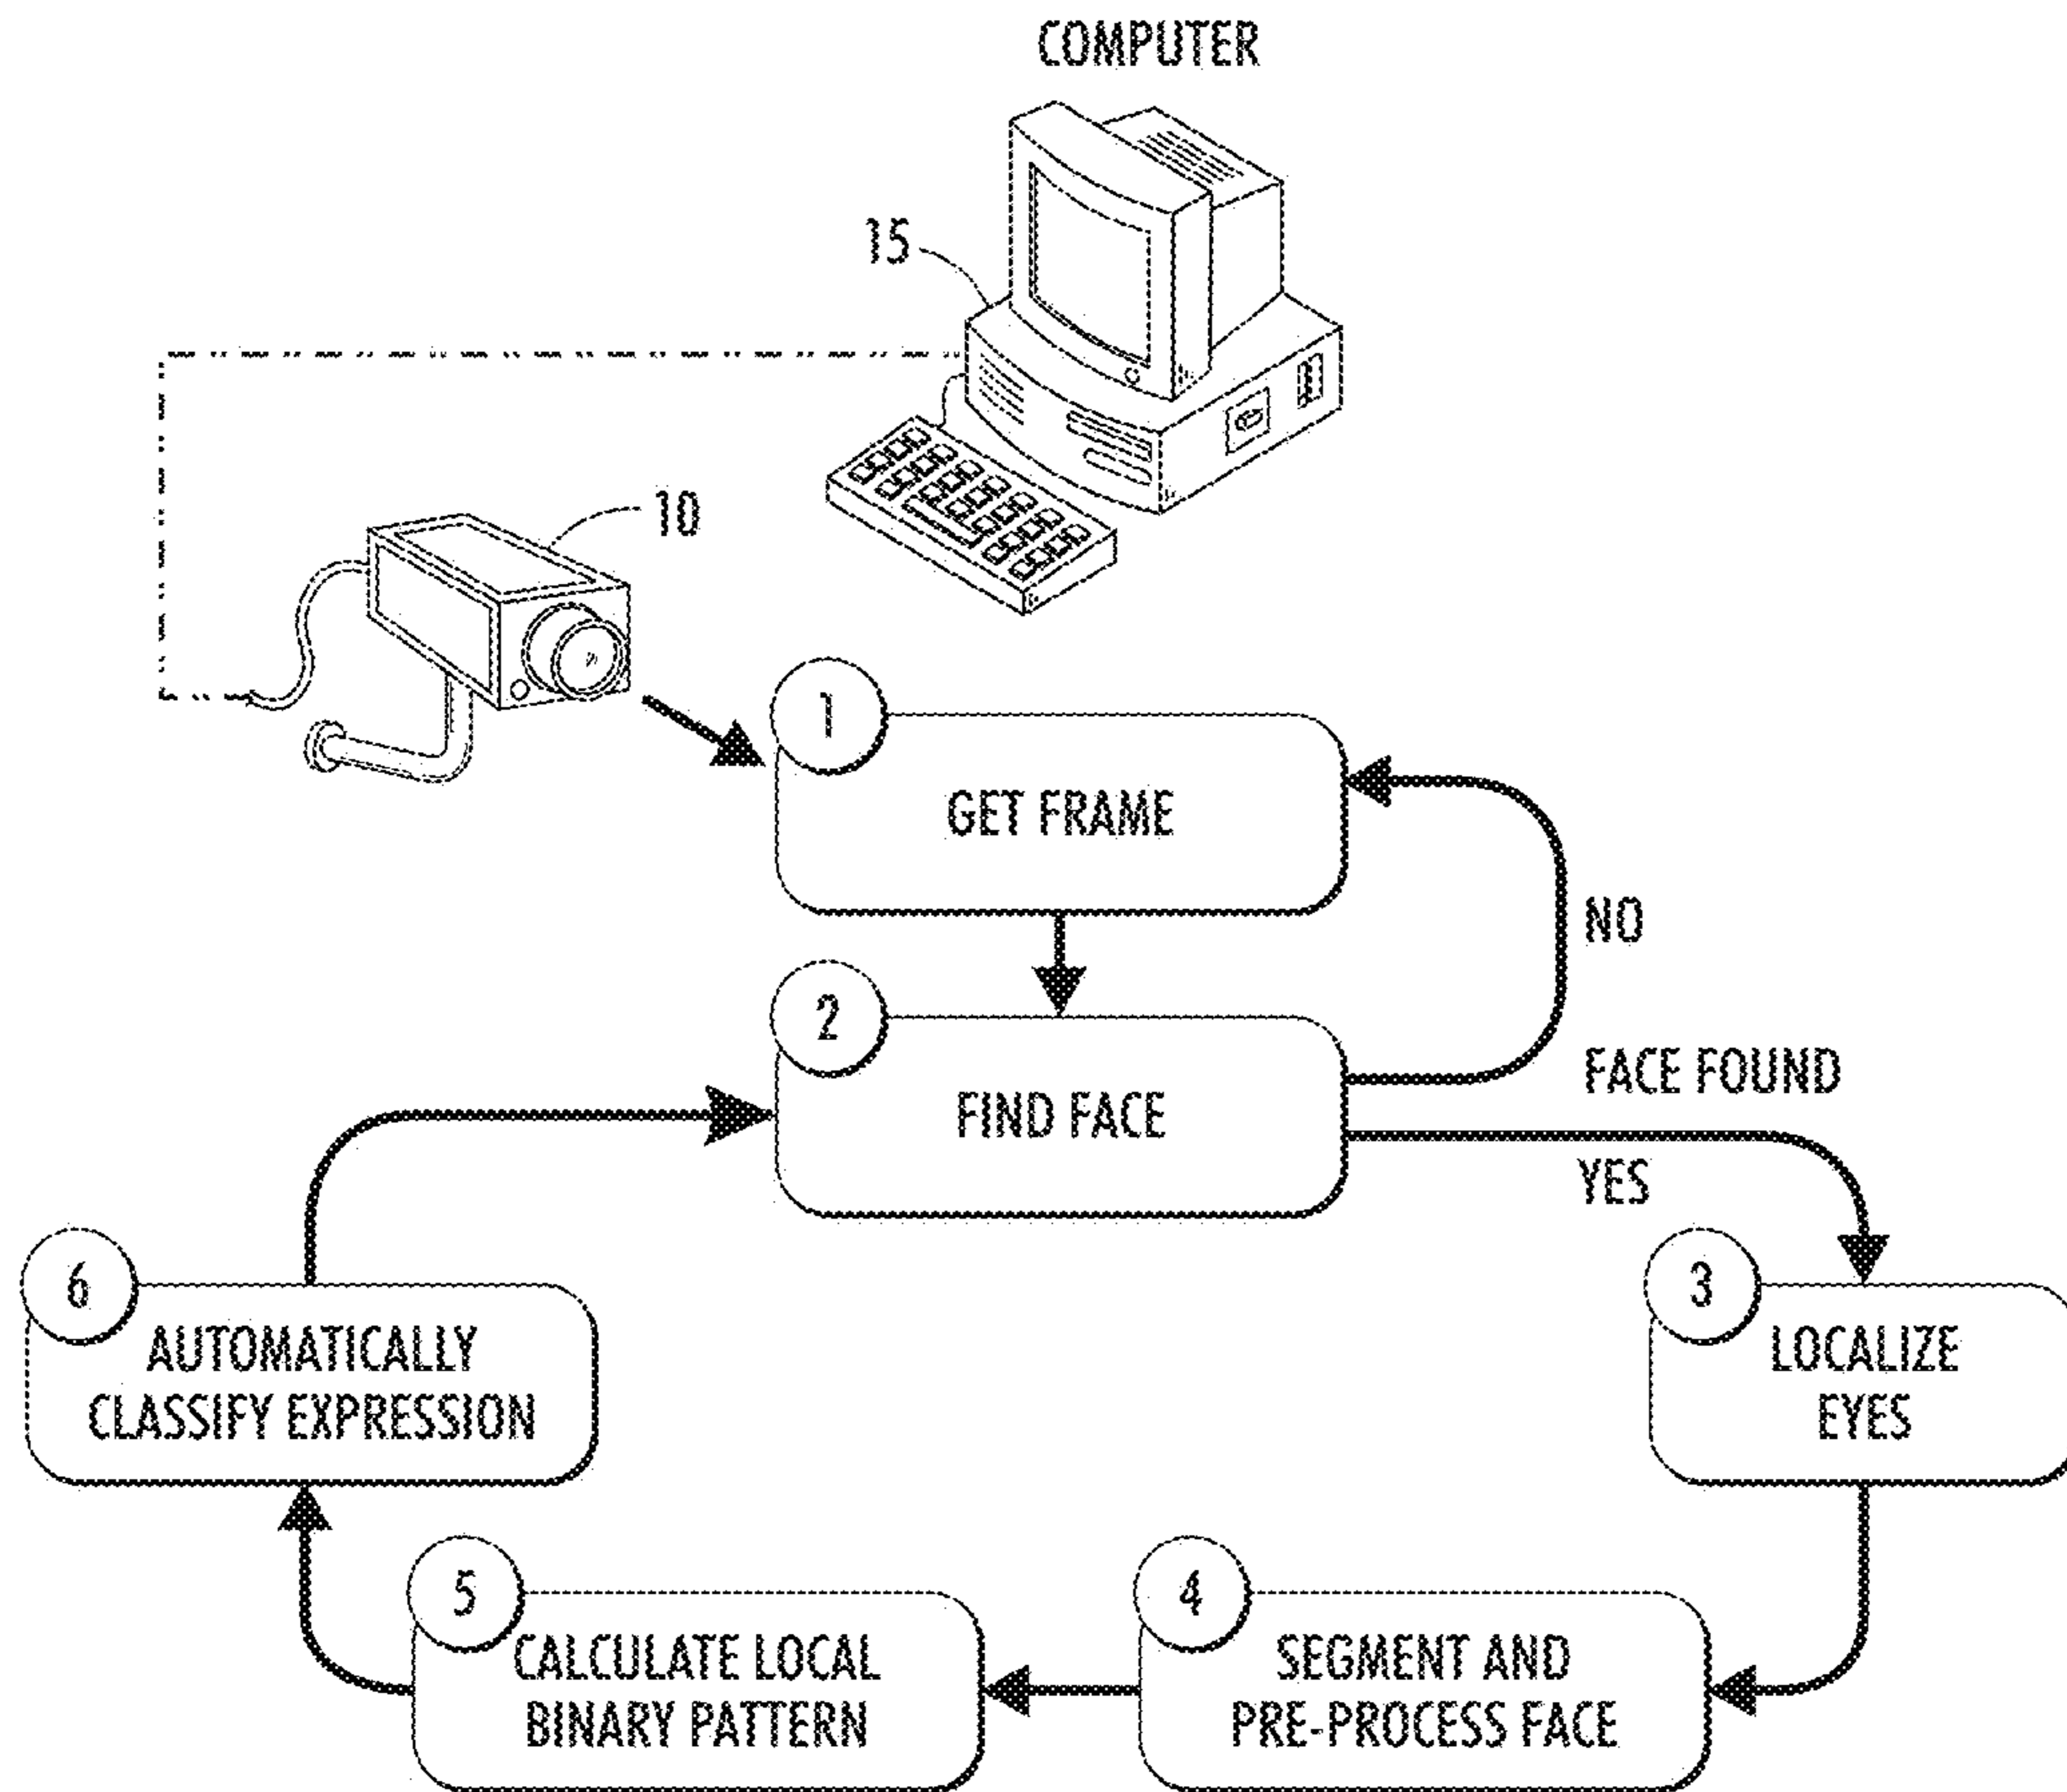 COMPUTER
15
10
1
GET FRAME
NO
2
FIND FACE
FACE FOUND
YES
3
LOCALIZE
EYES
6
AUTOMATICALLY
CLASSIFY EXPRESSION
5
CALCULATE LOCAL
BINARY PATTERN
4
SEGMENT AND
PRE-PROCESS FACE